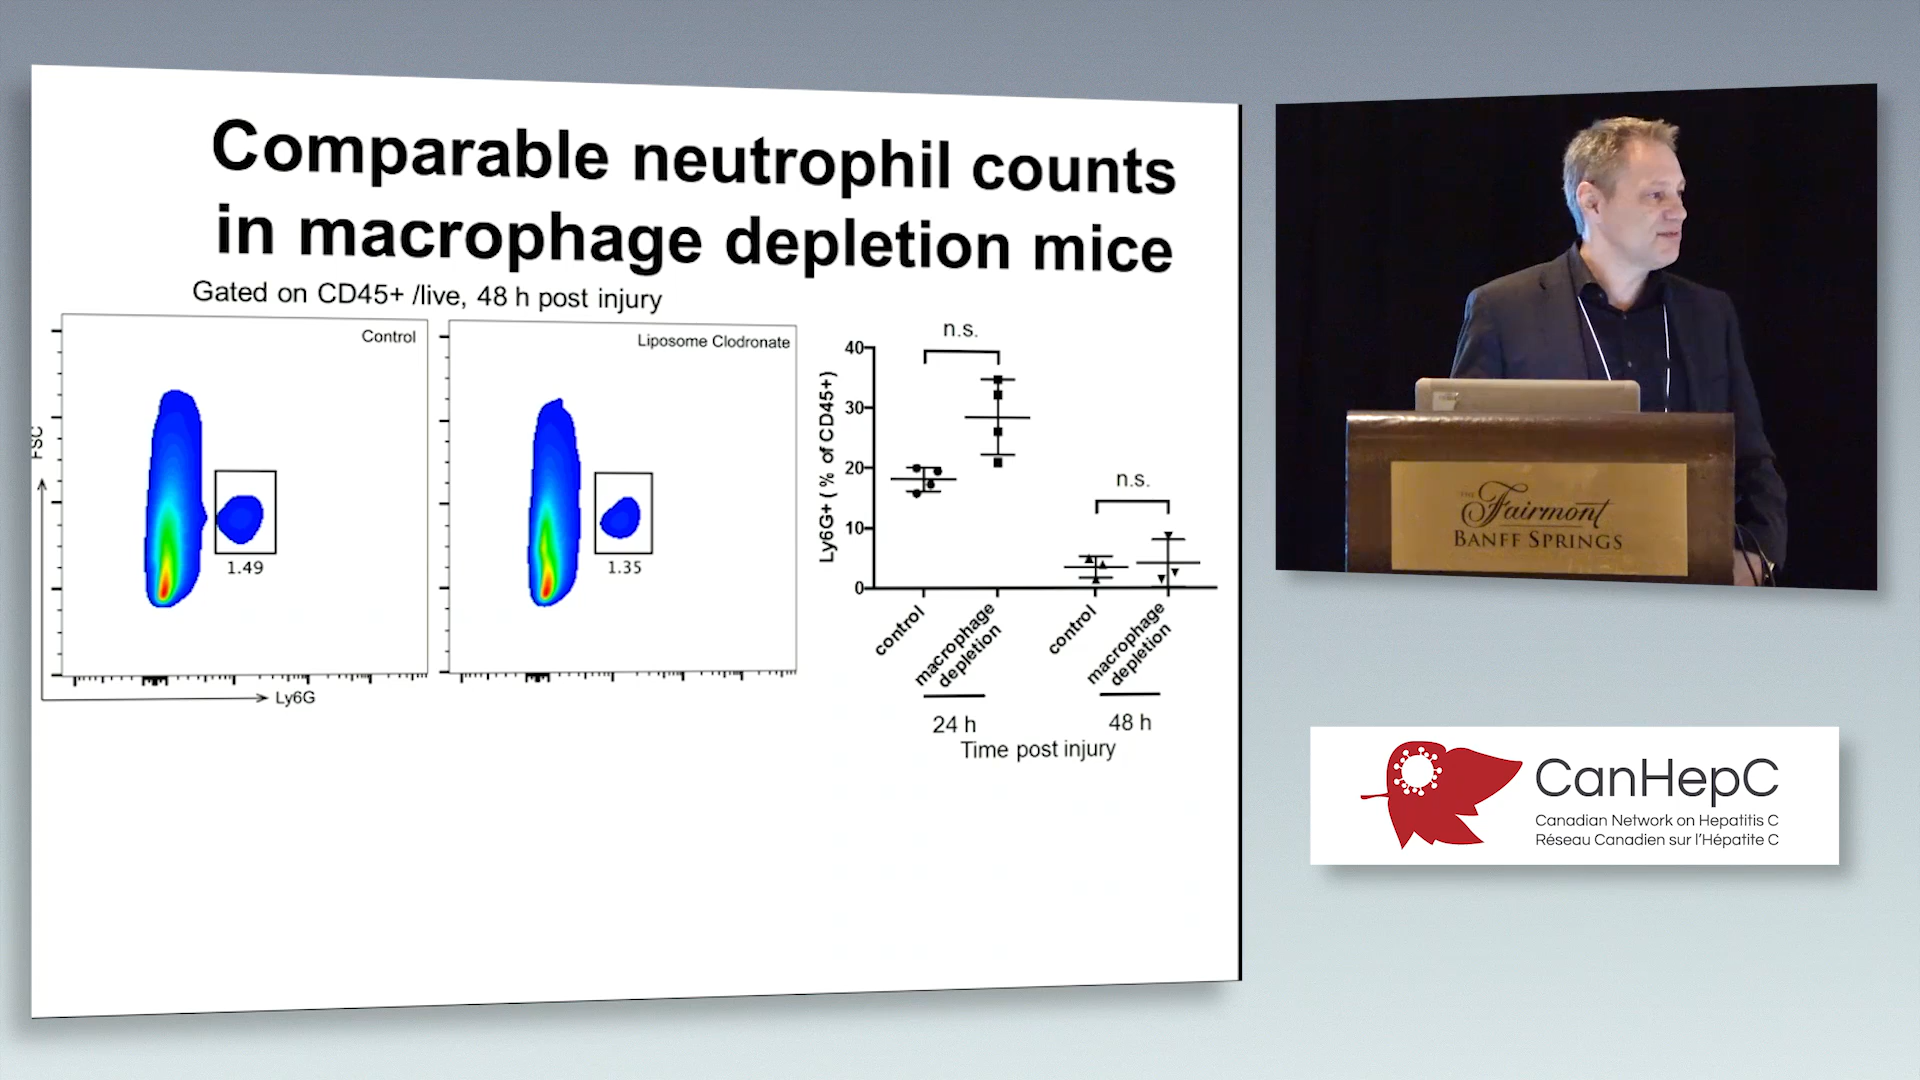 Comparable neutrophil counts
in macrophage depletion mice
Gated on CD45+ /live, 48 h post injury
Control
Liposome Clodronate
FSC
1.49
1.35
Ly6G
n.s.
n.s.
Ly6G+ ( % of CD45+)
40
30
20
10
0
control
macrophage
depletion
control
macrophage
depletion
24 h
48 h
Time post injury
THE
Fairmont
BANFF SPRINGS
CanHepC
Canadian Network on Hepatitis C
Réseau Canadien sur l'Hépatite C